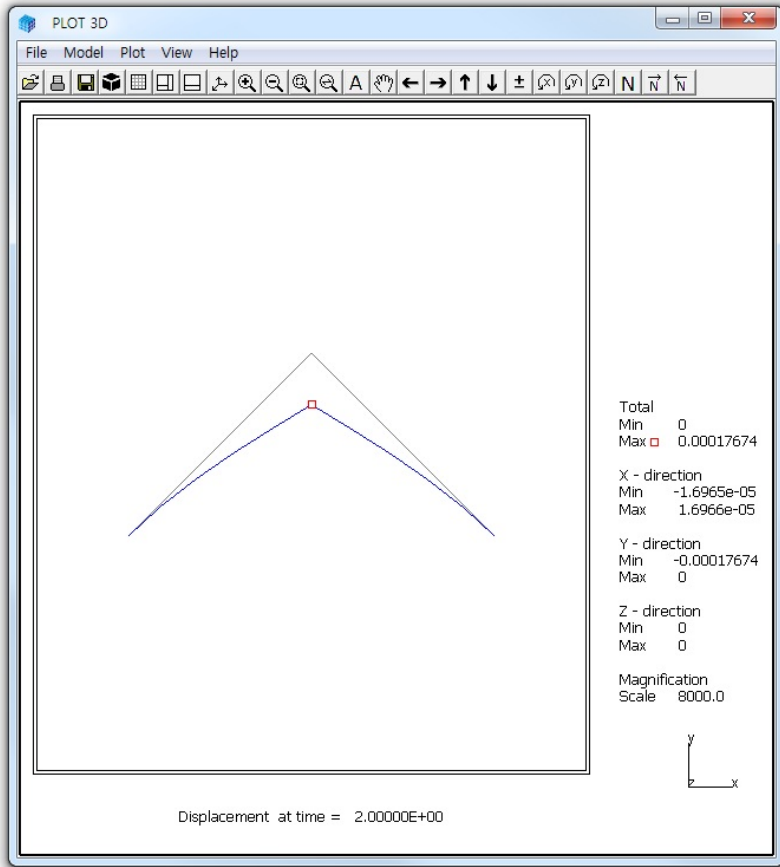 PLOT 3D
File Model Plot View Help
A N N N
Total
Min 0
Max 0.00017674
X - direction
Min -1.6965e-05
Max 1.6966e-05
Y - direction
Min -0.00017674
Max 0
Z - direction
Min 0
Max 0
Magnification
Scale 8000.0
y
z x
Displacement at time = 2.00000E+00